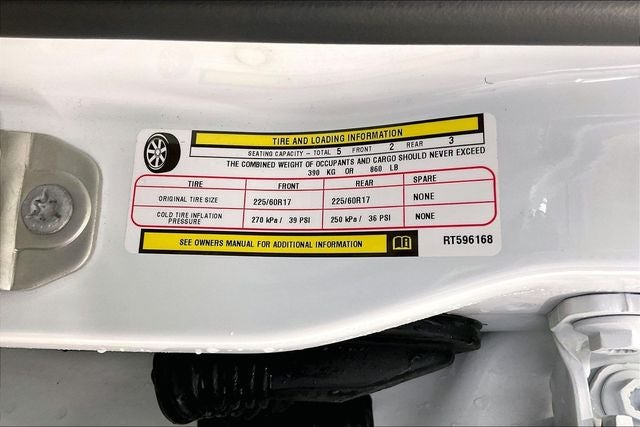 TIRE AND LOADING INFORMATION
SEATING CAPACITY - TOTAL 5 FRONT 2 REAR 3
THE COMBINED WEIGHT OF OCCUPANTS AND CARGO SHOULD NEVER EXCEED
390 KG OR 860 LB
TIRE FRONT REAR SPARE
ORIGINAL TIRE SIZE 225/60R17 225/60R17 NONE
COLD TIRE INFLATION PRESSURE 270 kPa / 39 PSI 250 kPa / 36 PSI NONE
SEE OWNERS MANUAL FOR ADDITIONAL INFORMATION RT596168